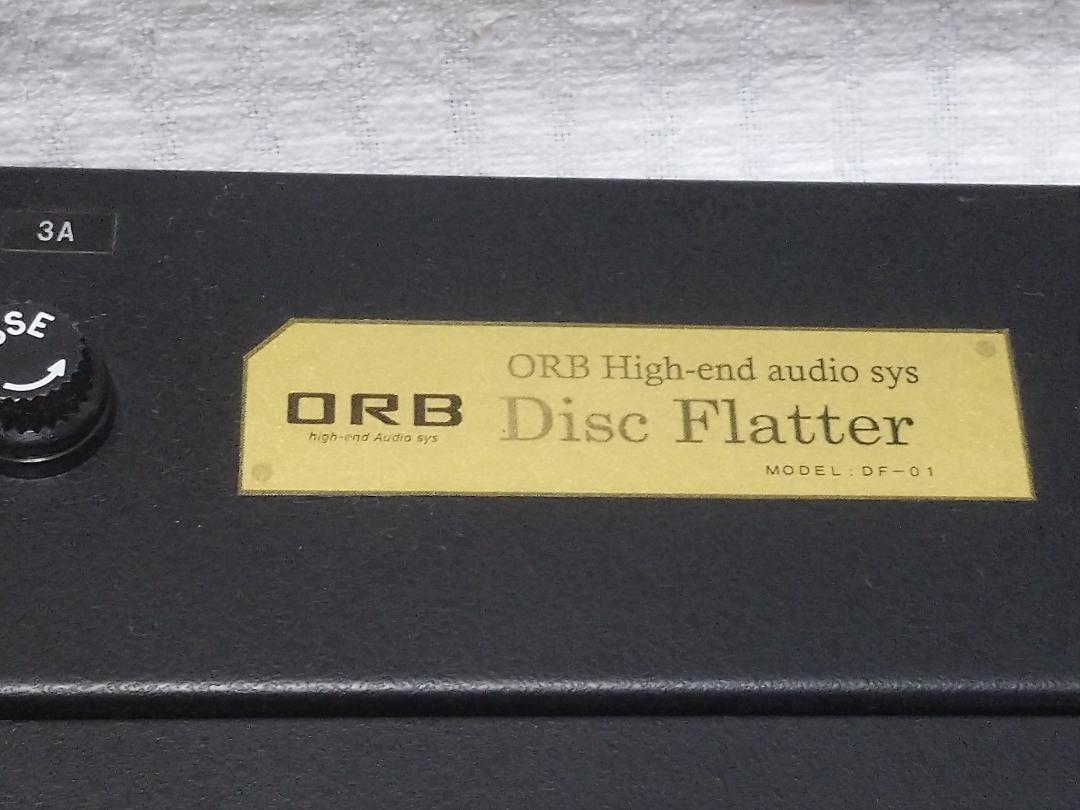 3A
SE
ORB High-end audio sys
ORB
high-end Audio sys
Disc Flatter
MODEL:DF-01